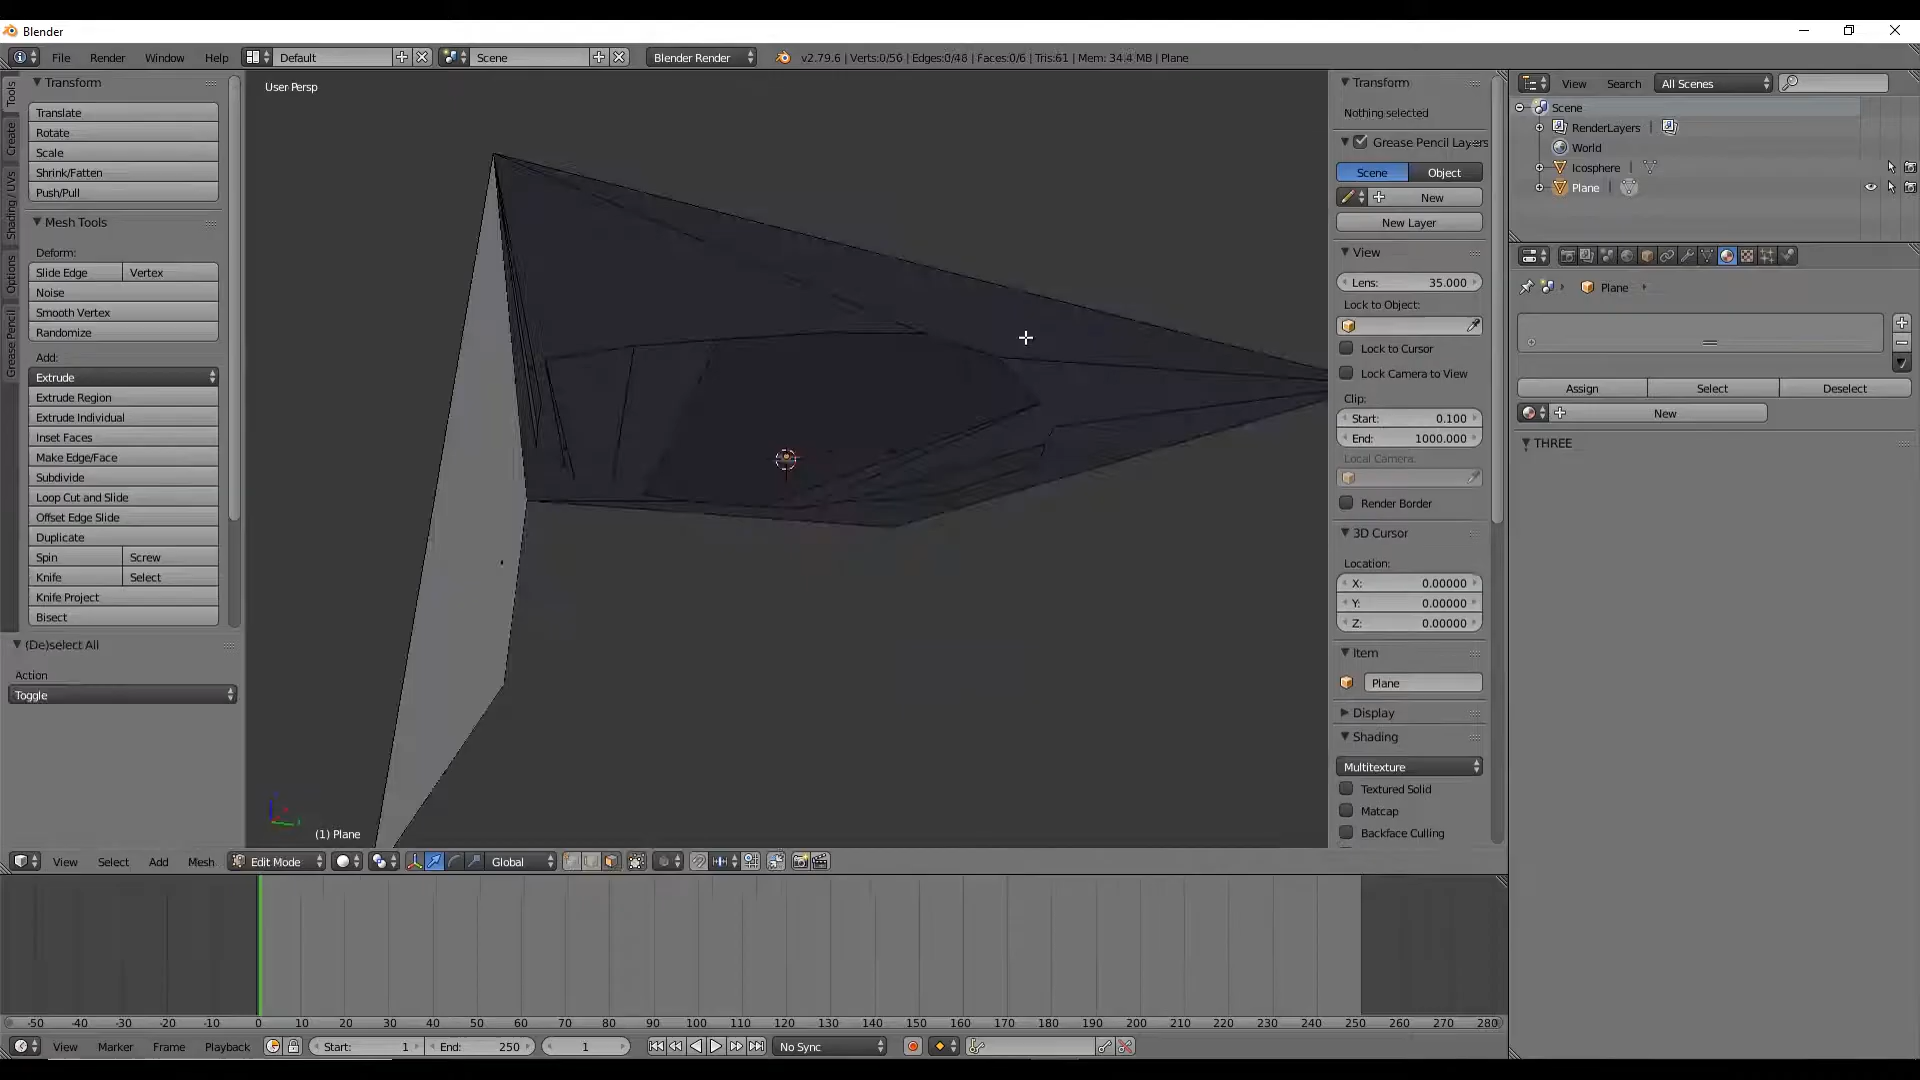 Blender
File Render Window Help Default Scene Blender Render v2.79.6 | Verts:0/56 | Edges:0/46 | Faces:0/6 | Tris:61 | Mem: 34.4 MB | Plane
Tools
Create
Shading / UVs
Options
Grease Pencil
Transform
Translate
Rotate
Scale
Shrink/Fatten
Push/Pull
Mesh Tools
Deform:
Slide Edge Vertex
Noise
Smooth Vertex
Randomize
Add:
Extrude
Extrude Region
Extrude Individual
Inset Faces
Make Edge/Face
Subdivide
Loop Cut and Slide
Offset Edge Slide
Duplicate
Spin Screw
Knife Select
Knife Project
Bisect
(De)select All
Action
Toggle
User Persp
(1) Plane
Transform
Nothing selected
Grease Pencil Layers
Scene Object
New
New Layer
View
Lens: 35.000
Lock to Object:
Lock to Cursor
Lock Camera to View
Clip:
Start: 0.100
End: 1000.000
Local Camera:
Render Border
3D Cursor
Location:
X: 0.00000
Y: 0.00000
Z: 0.00000
Item
Plane
Display
Shading
Multitexture
Textured Solid
Matcap
Backface Culling
View Search All Scenes
Scene
RenderLayers |
World
Icosphere |
Plane |
Plane
Assign Select Deselect
New
THREE
View Select Add Mesh Edit Mode Global
-50 -40 -30 -20 -10 0 10 20 30 40 50 60 70 80 90 100 110 120 130 140 150 160 170 180 190 200 210 220 230 240 250 260 270 280
View Marker Frame Playback Start: 1 End: 250 1 No Sync